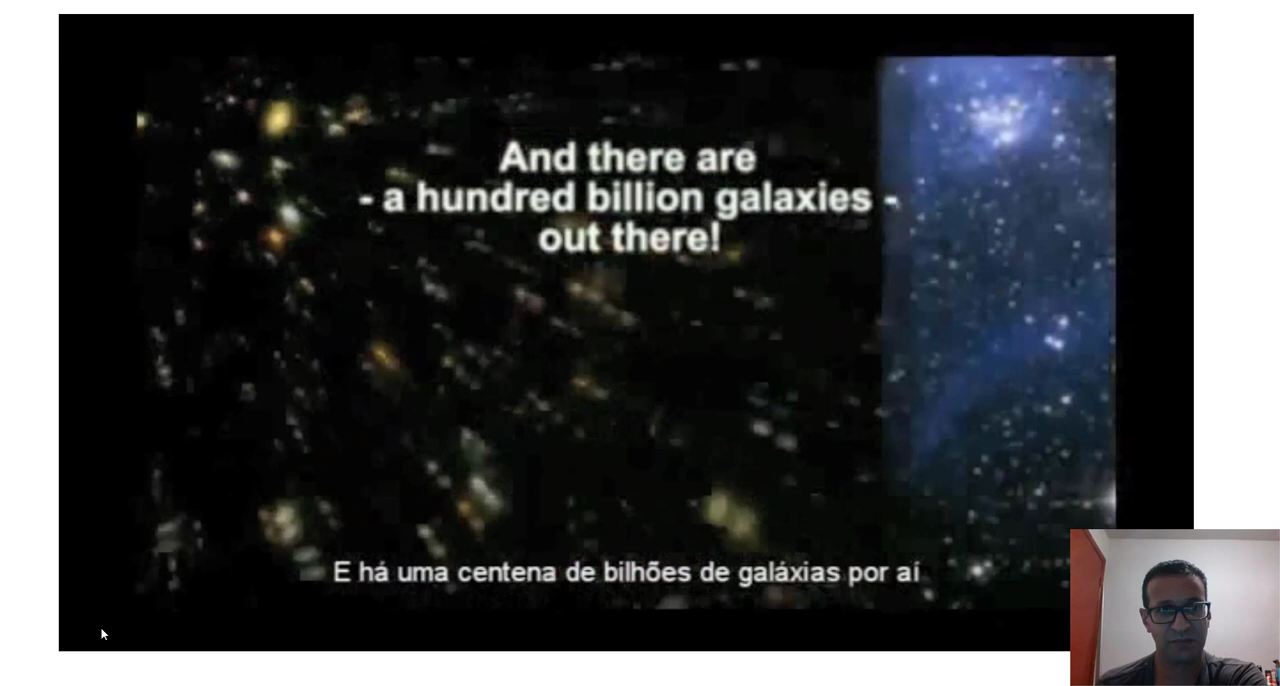 And there are
- a hundred billion galaxies -
out there!
E há uma centena de bilhões de galáxias por aí